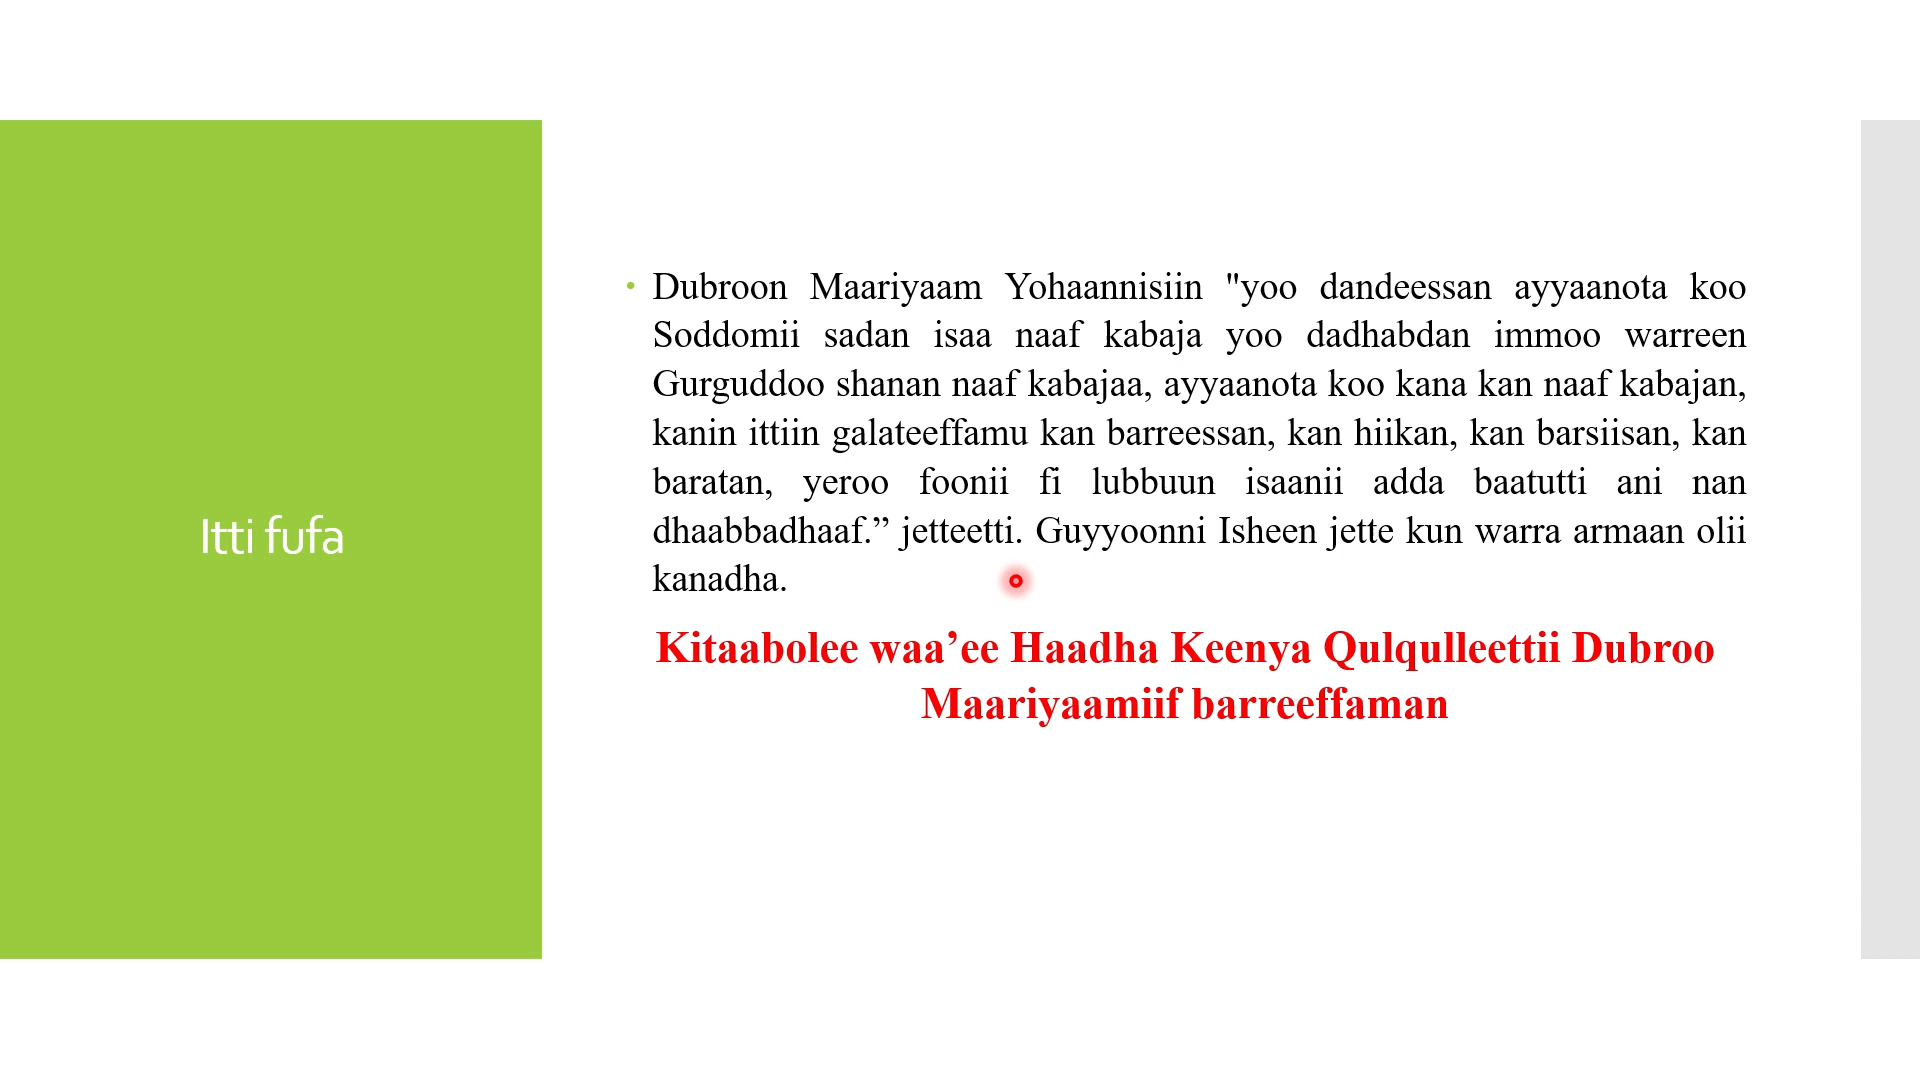 Itti fufa
• Dubroon Maariyaam Yohaannisiin "yoo dandeessan ayyaanota koo
Soddomii sadan isaa naaf kabaja yoo dadhabdan immoo warreen
Gurguddoo shanan naaf kabajaa, ayyaanota koo kana kan naaf kabajan,
kanin ittiin galateeffamu kan barreessan, kan hiikan, kan barsiisan, kan
baratan, yeroo foonii fi lubbuun isaanii adda baatutti ani nan
dhaabbadhaaf.” jetteetti. Guyyoonni Isheen jette kun warra armaan olii
kanadha.
Kitaabolee waa’ee Haadha Keenya Qulqulleettii Dubroo
Maariyaamiif barreeffaman